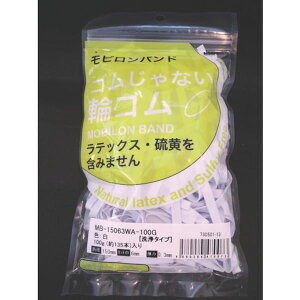 モビロンバンド
ゴムじゃない
輪ゴム
MOBILON BAND
ラテックス・硫黄を
含みません
Natural latex and Sulfur
MB-15063WA-100G
色 白 【洗浄タイプ】
100g(約135本)入り
730501-13